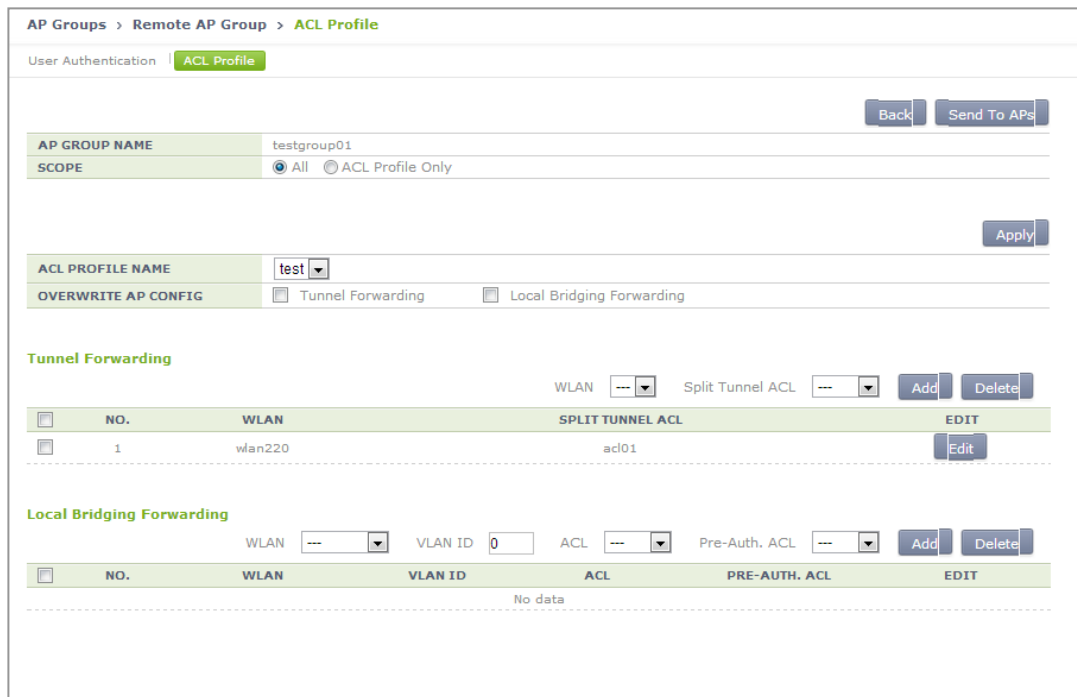 AP Groups > Remote AP Group > ACL Profile
User Authentication | ACL Profile
Back Send To APs
AP GROUP NAME testgroup01
SCOPE All ACL Profile Only
Apply
ACL PROFILE NAME test
OVERWRITE AP CONFIG Tunnel Forwarding Local Bridging Forwarding
Tunnel Forwarding
WLAN --- Split Tunnel ACL --- Add Delete
NO. WLAN SPLIT TUNNEL ACL EDIT
1 wlan220 acl01 Edit
Local Bridging Forwarding
WLAN --- VLAN ID 0 ACL --- Pre-Auth. ACL --- Add Delete
NO. WLAN VLAN ID ACL PRE-AUTH. ACL EDIT
No data